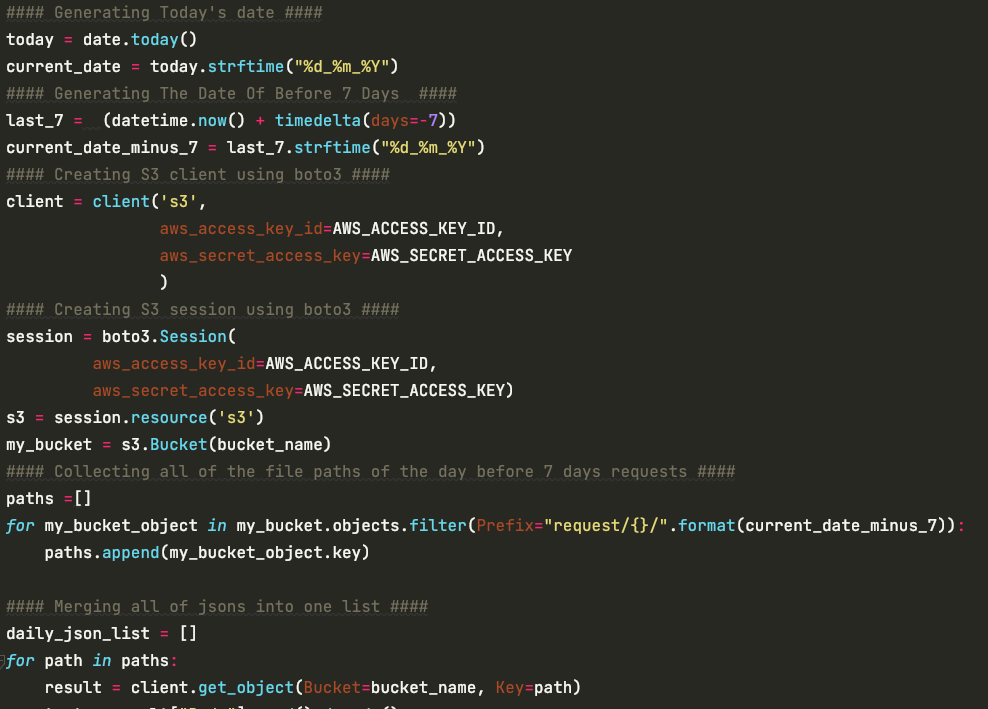 #### Generating Today's date ####
today = date.today()
current_date = today.strftime("%d_%m_%Y")
#### Generating The Date Of Before 7 Days  ####
last_7 =  (datetime.now() + timedelta(days=-7))
current_date_minus_7 = last_7.strftime("%d_%m_%Y")
#### Creating S3 client using boto3 ####
client = client('s3',
                aws_access_key_id=AWS_ACCESS_KEY_ID,
                aws_secret_access_key=AWS_SECRET_ACCESS_KEY
                )
#### Creating S3 session using boto3 ####
session = boto3.Session(
         aws_access_key_id=AWS_ACCESS_KEY_ID,
         aws_secret_access_key=AWS_SECRET_ACCESS_KEY)
s3 = session.resource('s3')
my_bucket = s3.Bucket(bucket_name)
#### Collecting all of the file paths of the day before 7 days requests ####
paths =[]
for my_bucket_object in my_bucket.objects.filter(Prefix="request/{}/".format(current_date_minus_7)):
    paths.append(my_bucket_object.key)

#### Merging all of jsons into one list ####
daily_json_list = []
for path in paths:
    result = client.get_object(Bucket=bucket_name, Key=path)